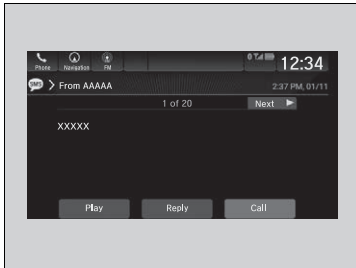 Phone Navigation FM 12:34
SMS > From AAAAA 2:37 PM, 01/11
1 of 20 Next
XXXXX
Play Reply Call